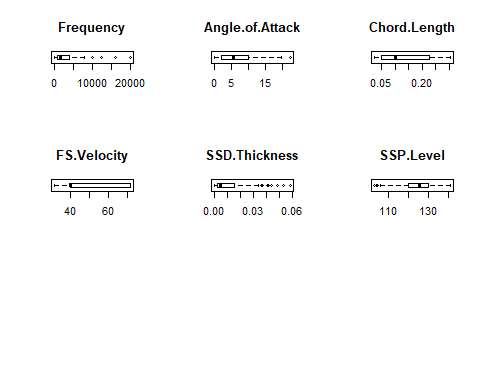 Frequency Angle.of.Attack Chord.Length
0 10000 20000 0 5 15 0.05 0.20
FS.Velocity SSD.Thickness SSP.Level
40 60 0.00 0.03 0.06 110 130